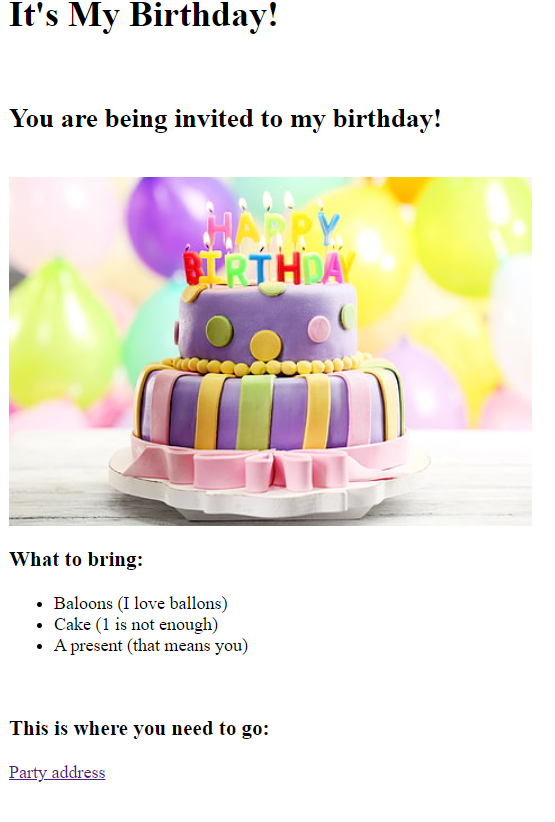 It's My Birthday!
You are being invited to my birthday!
HAPPY
BIRTHDAY
What to bring:
Baloons (I love ballons)
Cake (1 is not enough)
A present (that means you)
This is where you need to go:
Party address